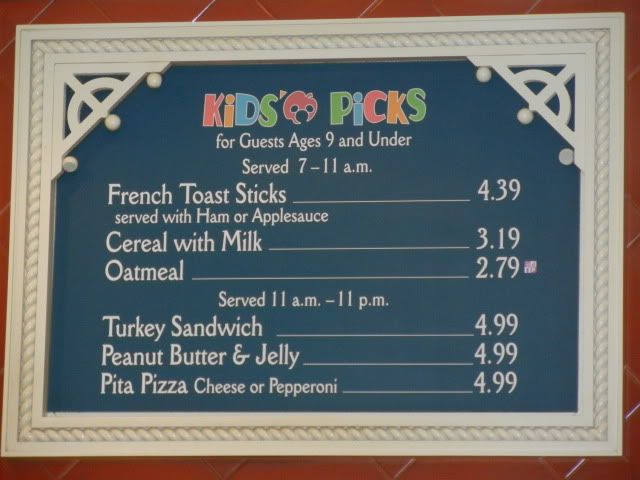 KiDS' PiCKS
for Guests Ages 9 and Under
Served 7 – 11 a.m.
French Toast Sticks 4.39
served with Ham or Applesauce
Cereal with Milk 3.19
Oatmeal 2.79
Served 11 a.m. – 11 p.m.
Turkey Sandwich 4.99
Peanut Butter & Jelly 4.99
Pita Pizza Cheese or Pepperoni 4.99